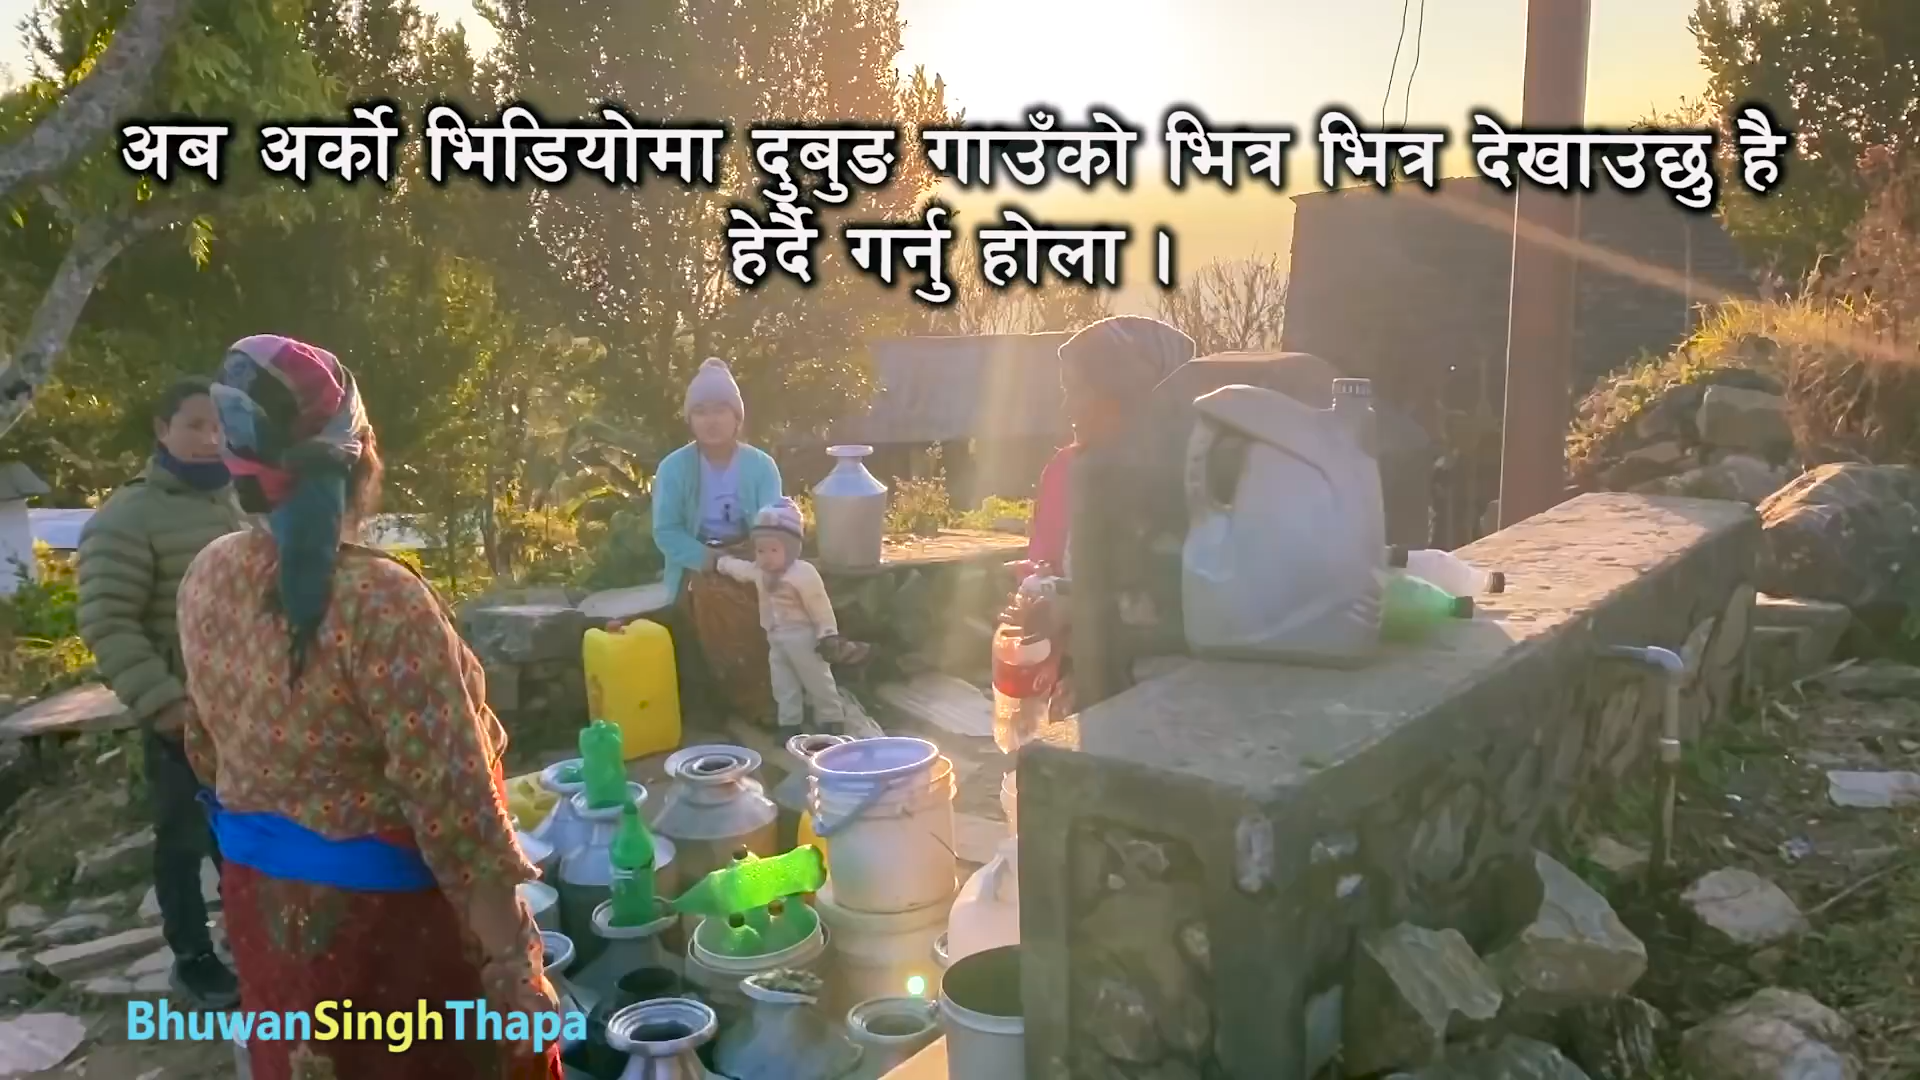 अब अर्को भिडियोमा दुबुङ गाउँको भित्र भित्र देखाउछु है
हेर्दै गर्नु होला ।
BhuwanSinghThapa